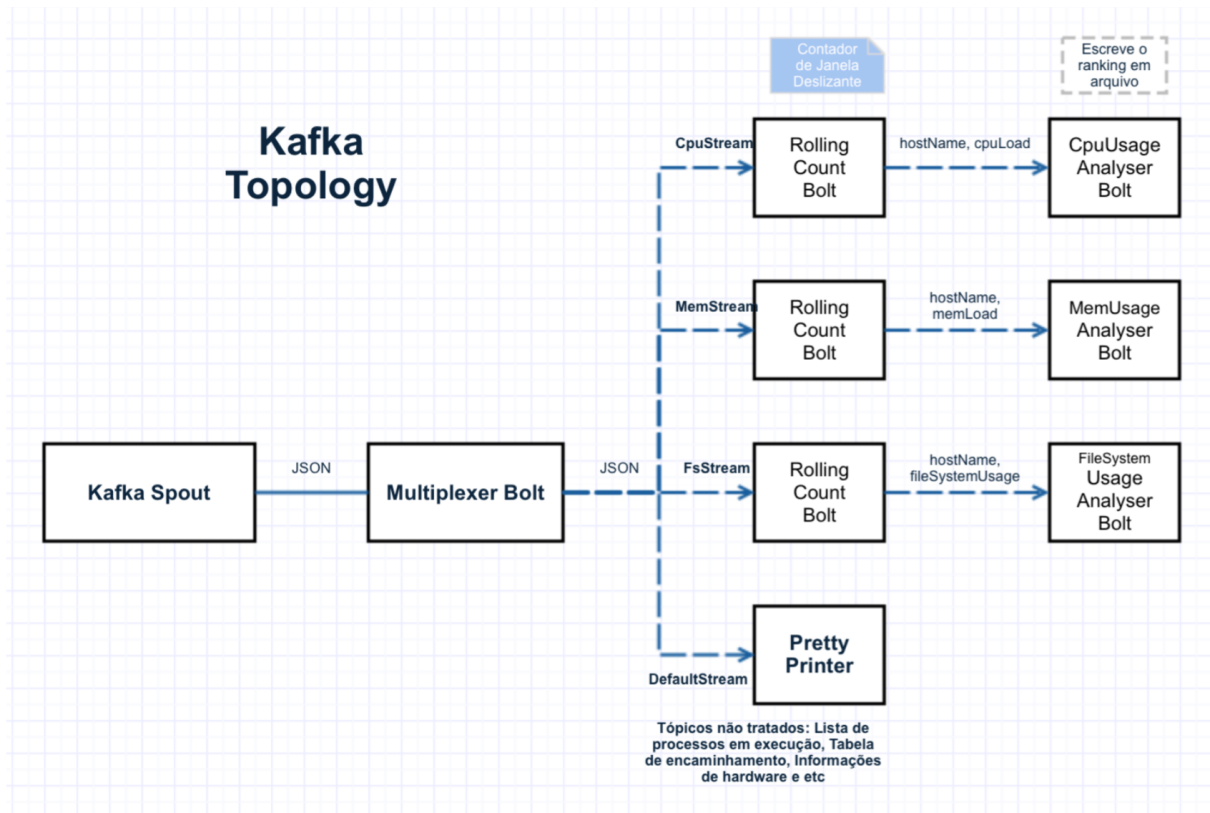 Kafka
Topology
Contador
de Janela
Deslizante
Escreve o
ranking em
arquivo
CpuStream
Rolling
Count
Bolt
hostName, cpuLoad
CpuUsage
Analyser
Bolt
MemStream
Rolling
Count
Bolt
hostName,
memLoad
MemUsage
Analyser
Bolt
Kafka Spout
JSON
Multiplexer Bolt
JSON
FsStream
Rolling
Count
Bolt
hostName,
fileSystemUsage
FileSystem
Usage
Analyser
Bolt
DefaultStream
Pretty
Printer
Tópicos não tratados: Lista de
processos em execução, Tabela
de encaminhamento, Informações
de hardware e etc